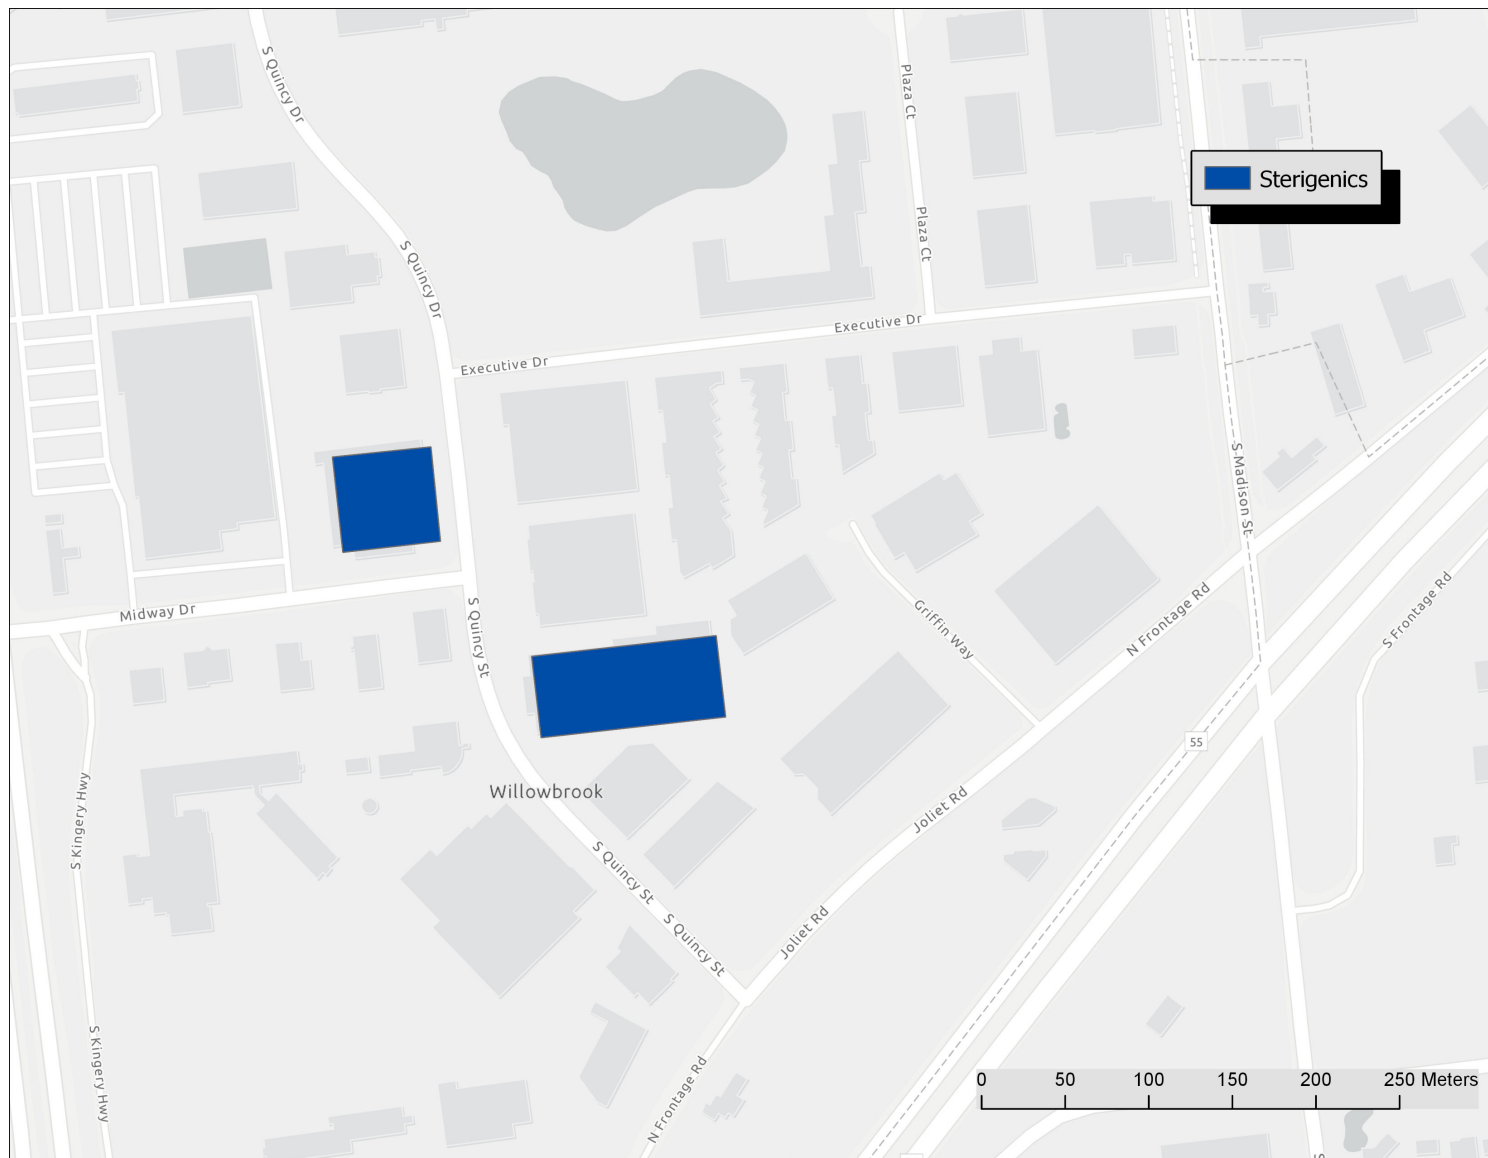 S Quincy Dr
Plaza Ct
Sterigenics
Plaza Ct
S Quincy Dr
Executive Dr
Executive Dr
S Madison St
Midway Dr
S Quincy St
Griffin Way
N Frontage Rd
S Frontage Rd
55
S Kingery Hwy
Willowbrook
Joliet Rd
S Quincy St
S Quincy St
Joliet Rd
S Kingery Hwy
N Frontage Rd
0 50 100 150 200 250 Meters
S